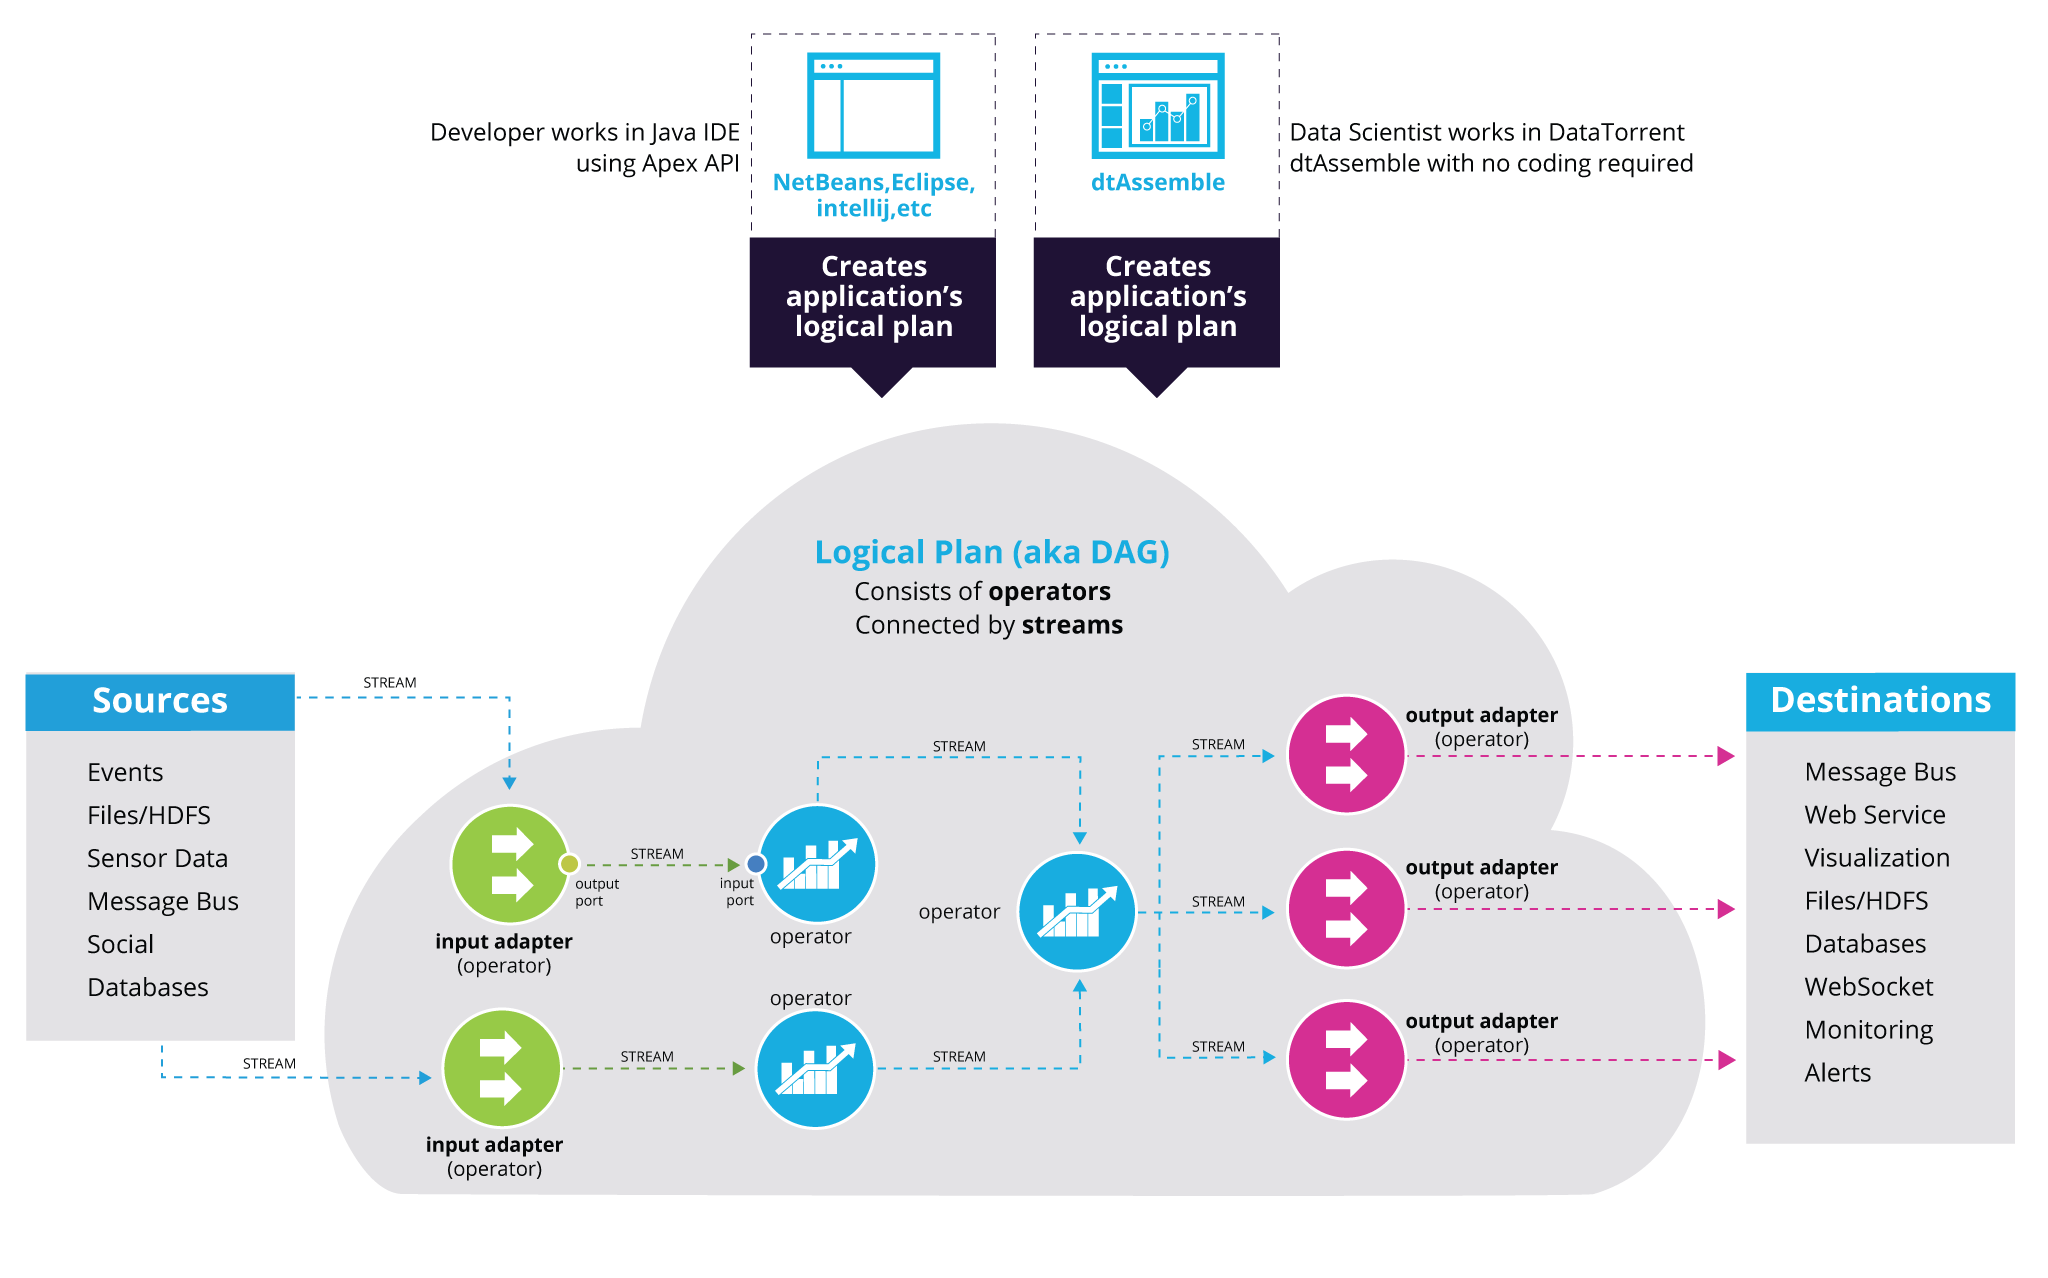 Developer works in Java IDE
using Apex API
NetBeans,Eclipse,
intellij,etc
dtAssemble
Data Scientist works in DataTorrent
dtAssemble with no coding required
Creates
application’s
logical plan
Creates
application’s
logical plan
Logical Plan (aka DAG)
Consists of operators
Connected by streams
Sources
Events
Files/HDFS
Sensor Data
Message Bus
Social
Databases
STREAM
STREAM
input adapter
(operator)
output
port
STREAM
input
port
operator
input adapter
(operator)
STREAM
operator
STREAM
STREAM
operator
STREAM
STREAM
STREAM
output adapter
(operator)
output adapter
(operator)
output adapter
(operator)
Destinations
Message Bus
Web Service
Visualization
Files/HDFS
Databases
WebSocket
Monitoring
Alerts